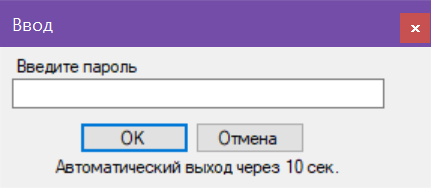 Ввод
Введите пароль
OK
Отмена
Автоматический выход через 10 сек.